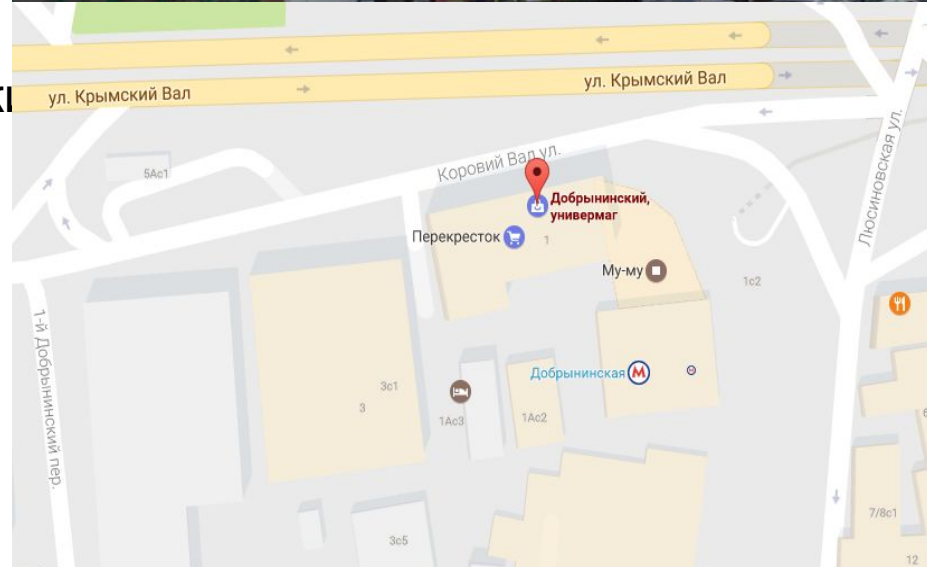 ул. Крымский Вал
ул. Крымский Вал
Коровий Вал ул.
5Ас1
Добрынинский,
универмаг
Перекресток
1
Му-му
1с2
Люсиновская ул.
1-й Добрынинский пер.
Добрынинская
М
3с1
3
1Ас3
1Ас2
3с5
7/8с1
12